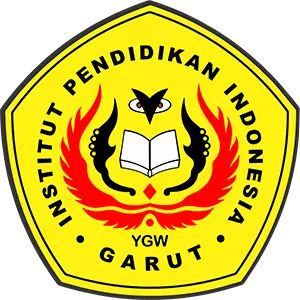 INSTITUT PENDIDIKAN INDONESIA
YGW
• GARUT •